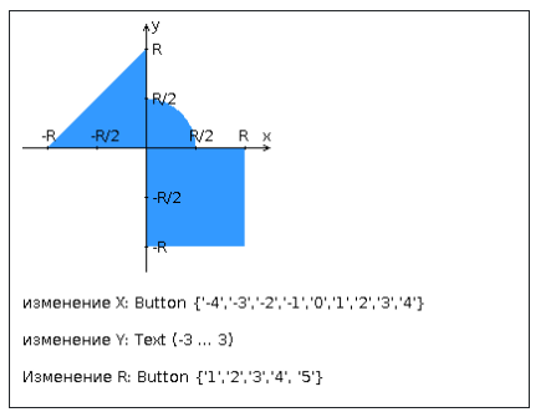 y
R
R/2
-R -R/2 R/2 R x
-R/2
-R
изменение X: Button {'-4','-3','-2','-1','0','1','2','3','4'}
изменение Y: Text (-3 ... 3)
Изменение R: Button {'1','2','3','4', '5'}